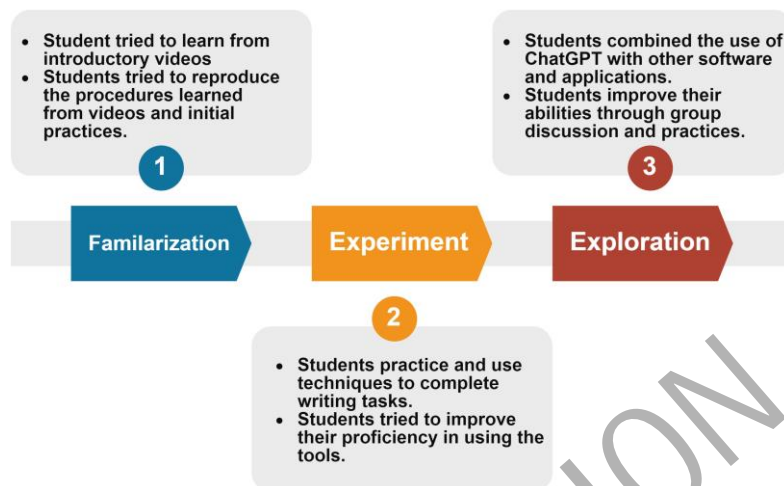 • Student tried to learn from
introductory videos
• Students tried to reproduce
the procedures learned
from videos and initial
practices.
1
Familarization
• Students combined the use of
ChatGPT with other software
and applications.
• Students improve their
abilities through group
discussion and practices.
3
Experiment
Exploration
2
• Students practice and use
techniques to complete
writing tasks.
• Students tried to improve
their proficiency in using the
tools.